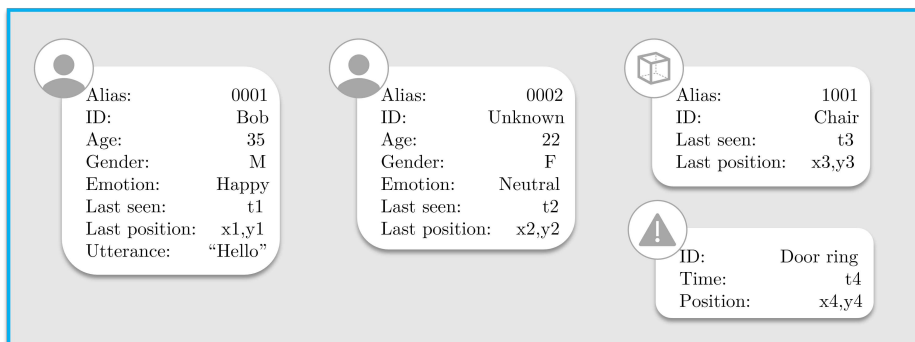 Alias: 0001
ID: Bob
Age: 35
Gender: M
Emotion: Happy
Last seen: t1
Last position: x1,y1
Utterance: “Hello”
Alias: 0002
ID: Unknown
Age: 22
Gender: F
Emotion: Neutral
Last seen: t2
Last position: x2,y2
Alias: 1001
ID: Chair
Last seen: t3
Last position: x3,y3
ID: Door ring
Time: t4
Position: x4,y4